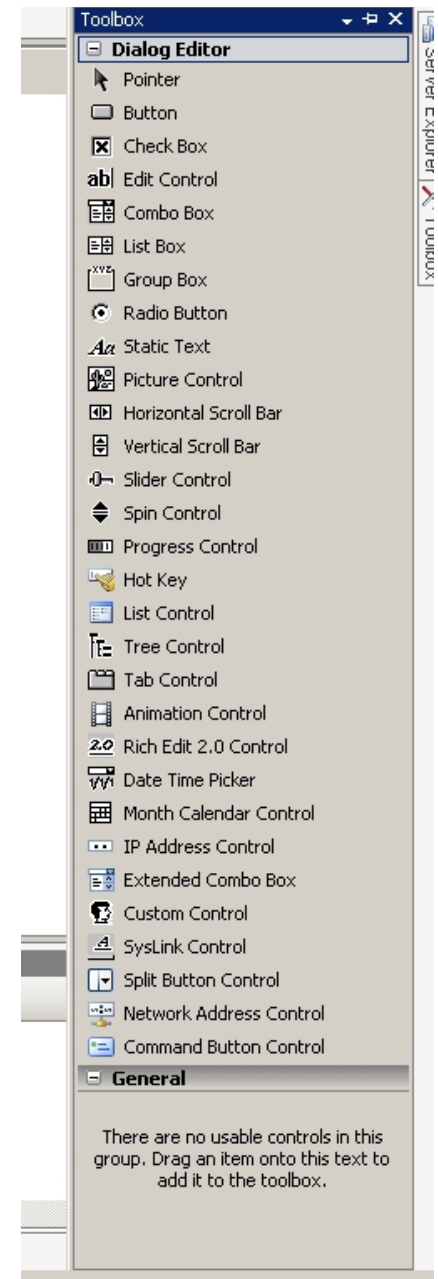 Toolbox
Dialog Editor
Pointer
Button
Check Box
ab Edit Control
Combo Box
List Box
XYZ Group Box
Radio Button
Aa Static Text
Picture Control
Horizontal Scroll Bar
Vertical Scroll Bar
Slider Control
Spin Control
Progress Control
Hot Key
List Control
Tree Control
Tab Control
Animation Control
2.0 Rich Edit 2.0 Control
Date Time Picker
Month Calendar Control
IP Address Control
Extended Combo Box
Custom Control
A SysLink Control
Split Button Control
Network Address Control
Command Button Control
General
There are no usable controls in this
group. Drag an item onto this text to
add it to the toolbox.
Server Explorer
Toolbox